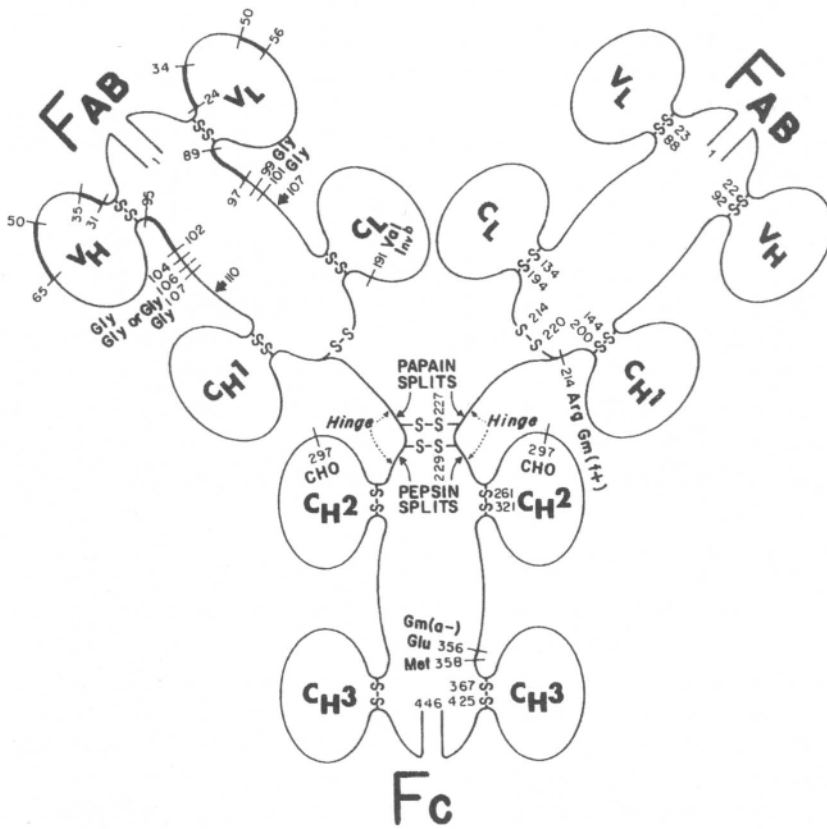 50
56
34
VL
24
S-S
89
FAB
1
99 Gly
101 Gly
97
107
50
35
31
S-S
95
VH
65
102
104
106
107
110
Gly
Gly or Gly
Gly
CL
S-S
191 Val
Invb
S-S
CH1
S-S
FAB
VL
S-S
23
88
1
22
92
S-S
VH
CL
S-S
134
194
214
S-S
220
144
200
S-S
CH1
214 Arg Gm(f+)
PAPAIN
SPLITS
227
Hinge
S-S
S-S
Hinge
229
PEPSIN
SPLITS
297
CHO
CH2
S-S
297
CHO
S-S
261
321
CH2
Gm(a-)
Glu 356
Met 358
CH3
S-S
367
446 425
S-S
CH3
Fc